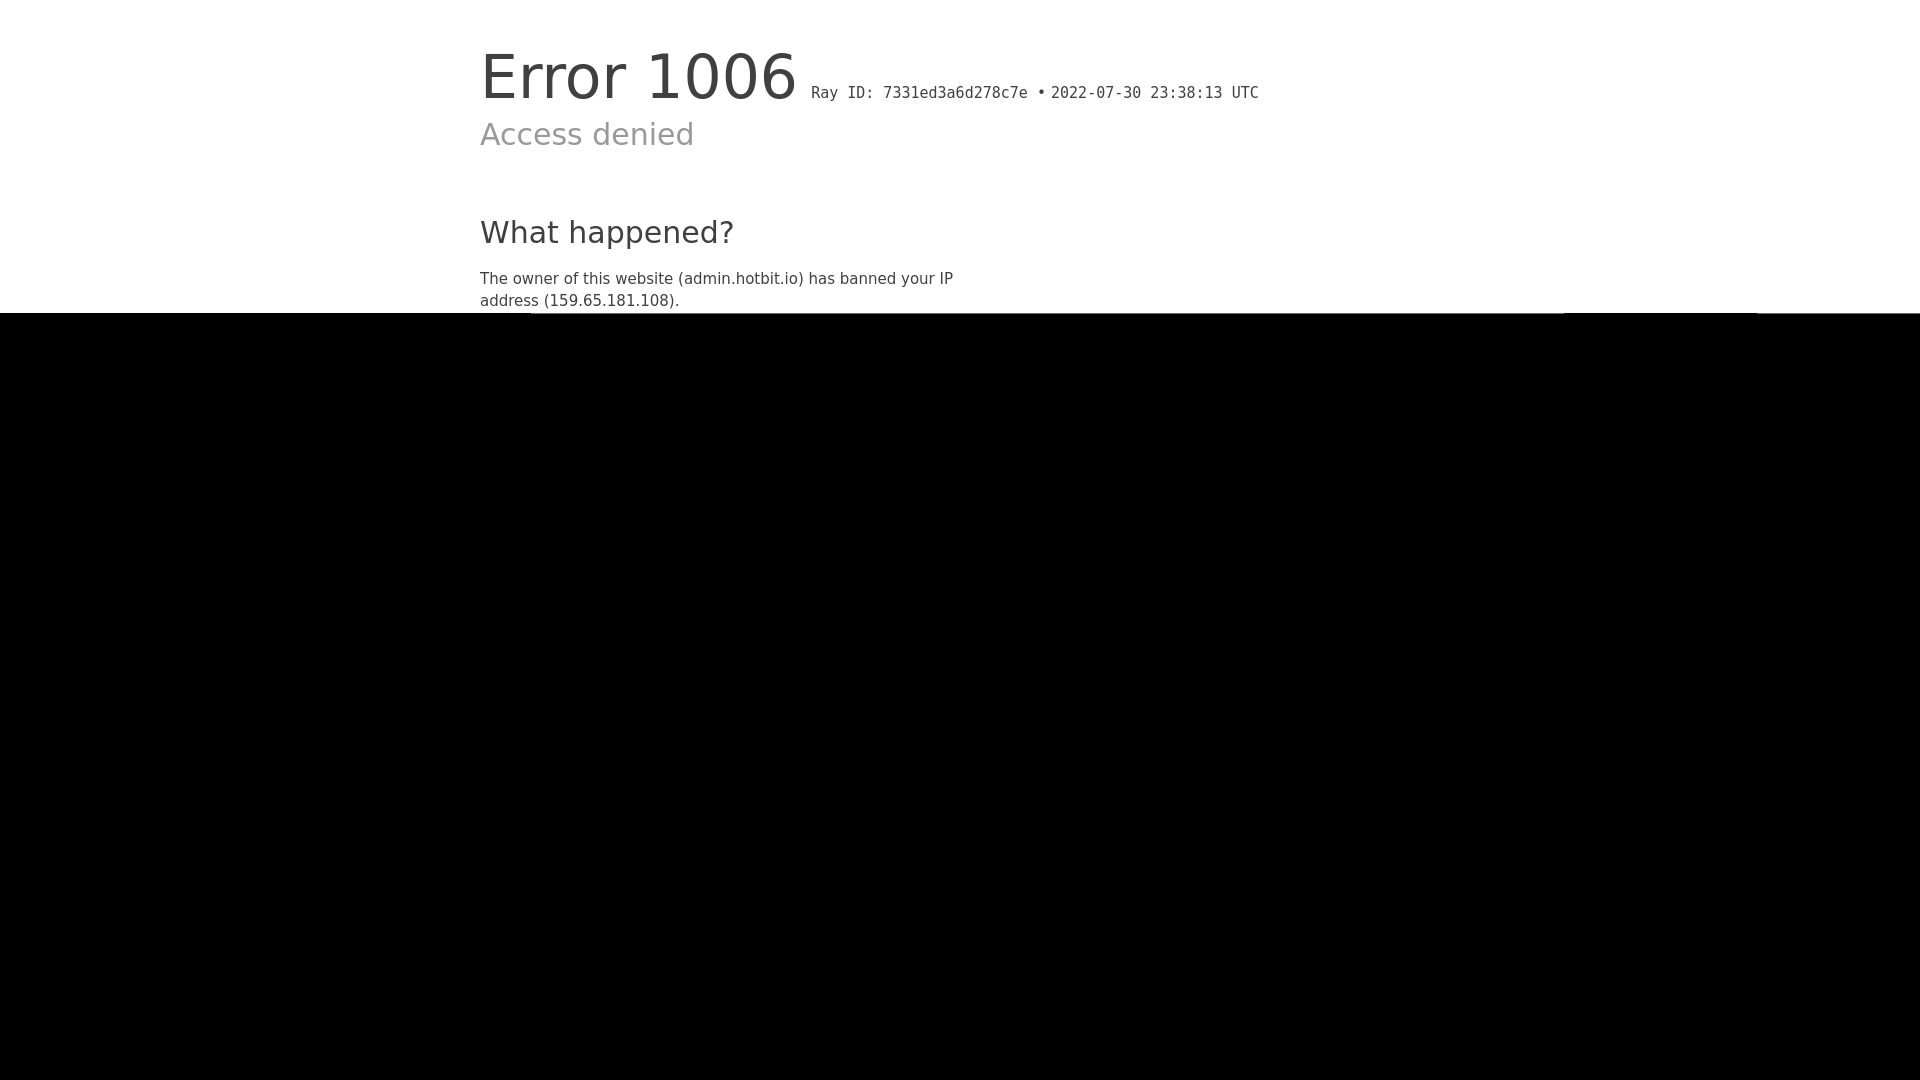 Error 1006 Ray ID: 7331ed3a6d278c7e • 2022-07-30 23:38:13 UTC
Access denied
What happened?
The owner of this website (admin.hotbit.io) has banned your IP
address (159.65.181.108).